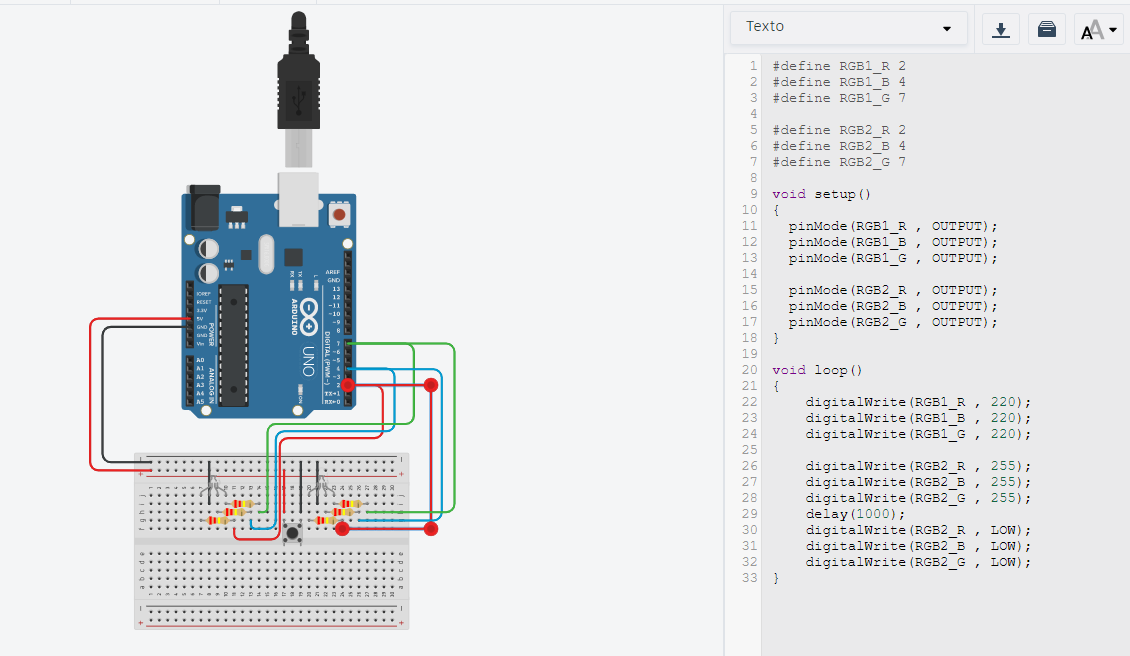 Texto
AA
1 #define RGB1_R 2
2 #define RGB1_B 4
3 #define RGB1_G 7
4
5 #define RGB2_R 2
6 #define RGB2_B 4
7 #define RGB2_G 7
8
9 void setup()
10 {
11 pinMode(RGB1_R , OUTPUT);
12 pinMode(RGB1_B , OUTPUT);
13 pinMode(RGB1_G , OUTPUT);
14
15 pinMode(RGB2_R , OUTPUT);
16 pinMode(RGB2_B , OUTPUT);
17 pinMode(RGB2_G , OUTPUT);
18 }
19
20 void loop()
21 {
22 digitalWrite(RGB1_R , 220);
23 digitalWrite(RGB1_B , 220);
24 digitalWrite(RGB1_G , 220);
25
26 digitalWrite(RGB2_R , 255);
27 digitalWrite(RGB2_B , 255);
28 digitalWrite(RGB2_G , 255);
29 delay(1000);
30 digitalWrite(RGB2_R , LOW);
31 digitalWrite(RGB2_B , LOW);
32 digitalWrite(RGB2_G , LOW);
33 }
AREF
GND
13
12
~11
~10
~9
8
7
~6
~5
4
~3
2
TX→1
RX←0
DIGITAL (PWM~)
IOREF
RESET
3.3V
5V
GND
GND
Vin
POWER
A0
A1
A2
A3
A4
A5
ANALOG IN
L
TX
RX
ARDUINO
UNO
ON